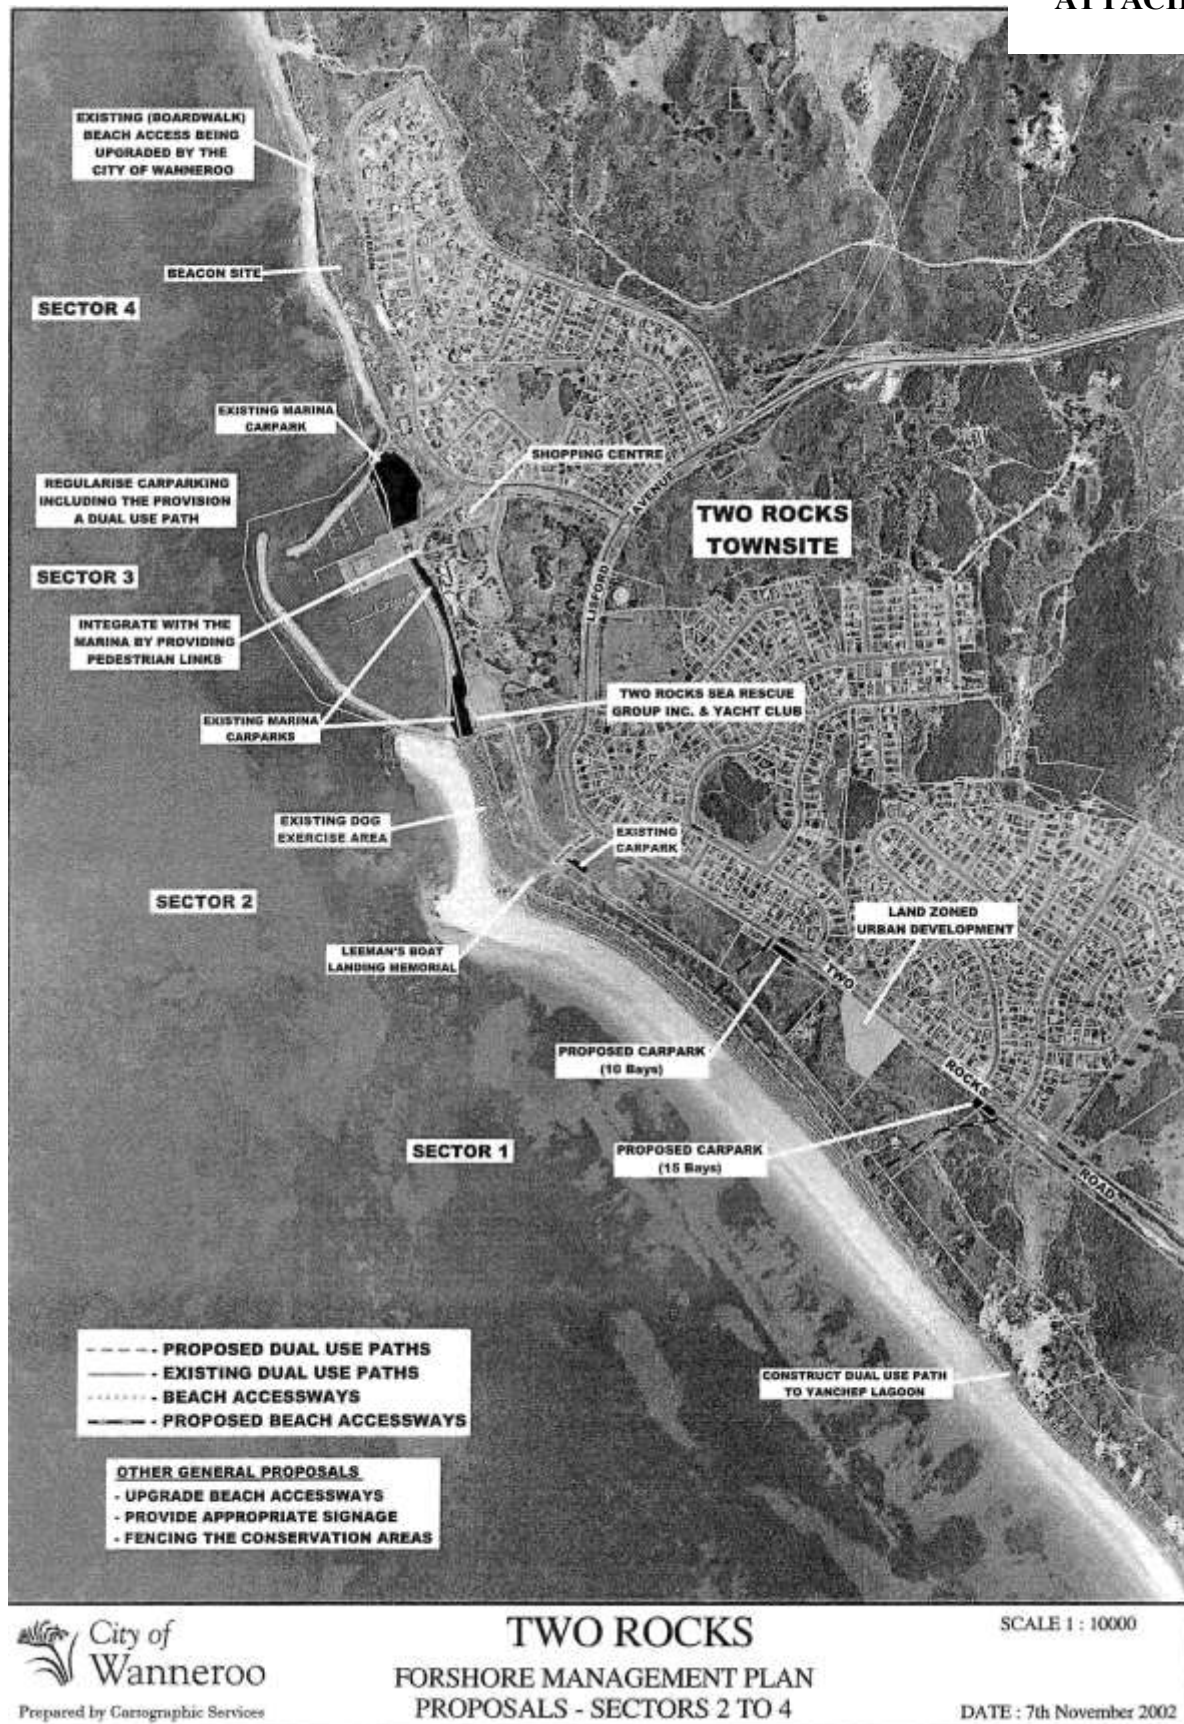 EXISTING (BOARDWALK)
BEACH ACCESS BEING
UPGRADED BY THE
CITY OF WANNEROO
BEACON SITE
SECTOR 4
EXISTING MARINA
CARPARK
SHOPPING CENTRE
REGULARISE CARPARKING
INCLUDING THE PROVISION
A DUAL USE PATH
LISFORD
AVENUE
TWO ROCKS
TOWNSITE
SECTOR 3
INTEGRATE WITH THE
MARINA BY PROVIDING
PEDESTRIAN LINKS
TWO ROCKS SEA RESCUE
GROUP INC. & YACHT CLUB
EXISTING MARINA
CARPARKS
EXISTING DOG
EXERCISE AREA
EXISTING
CARPARK
SECTOR 2
LAND ZONED
URBAN DEVELOPMENT
LEEMAN'S BOAT
LANDING MEMORIAL
TWO
ROCKS
ROAD
PROPOSED CARPARK
(10 Bays)
SECTOR 1
PROPOSED CARPARK
(15 Bays)
CONSTRUCT DUAL USE PATH
TO YANCHEP LAGOON
- PROPOSED DUAL USE PATHS
- EXISTING DUAL USE PATHS
- BEACH ACCESSWAYS
- PROPOSED BEACH ACCESSWAYS
OTHER GENERAL PROPOSALS
- UPGRADE BEACH ACCESSWAYS
- PROVIDE APPROPRIATE SIGNAGE
- FENCING THE CONSERVATION AREAS
City of
Wanneroo
Prepared by Cartographic Services
TWO ROCKS
FORSHORE MANAGEMENT PLAN
PROPOSALS - SECTORS 2 TO 4
SCALE 1 : 10000
DATE : 7th November 2002